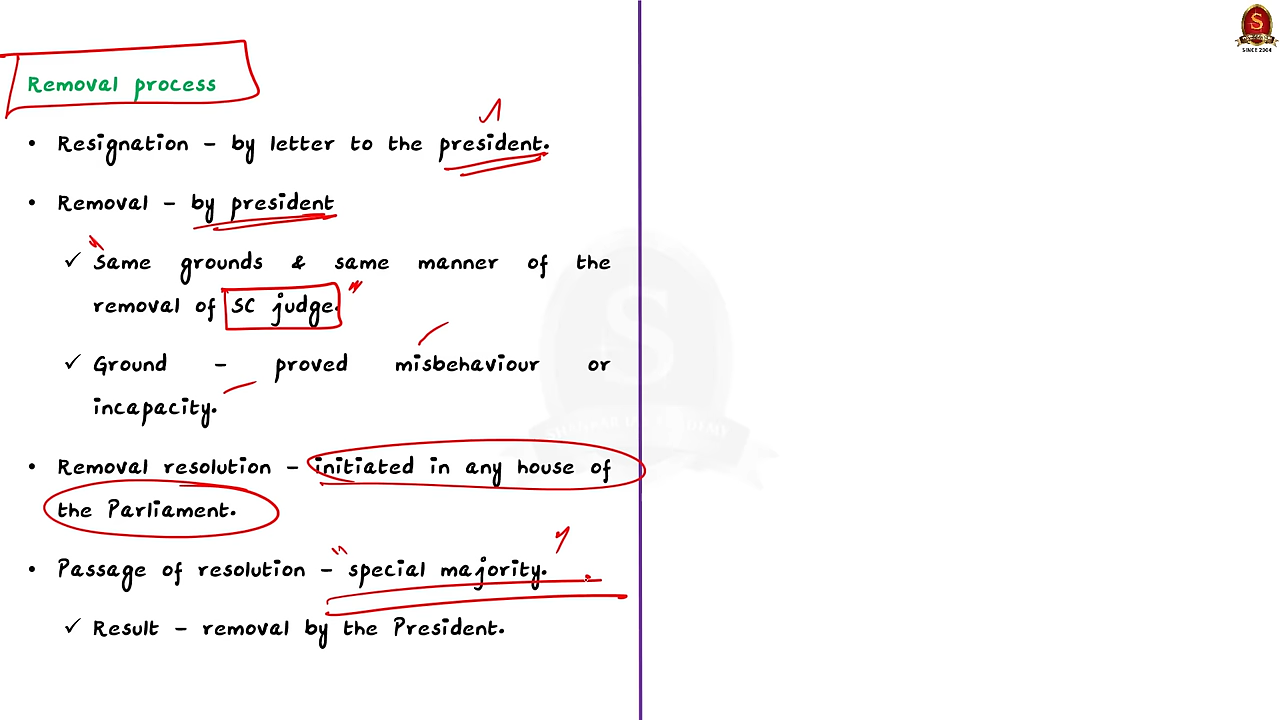 Removal process
• Resignation – by letter to the president.
• Removal – by president
✓ Same grounds & same manner of the
removal of SC judge.
✓ Ground – proved misbehaviour or
incapacity.
• Removal resolution – initiated in any house of
the Parliament.
• Passage of resolution – special majority.
✓ Result – removal by the President.
S
SINCE 2004